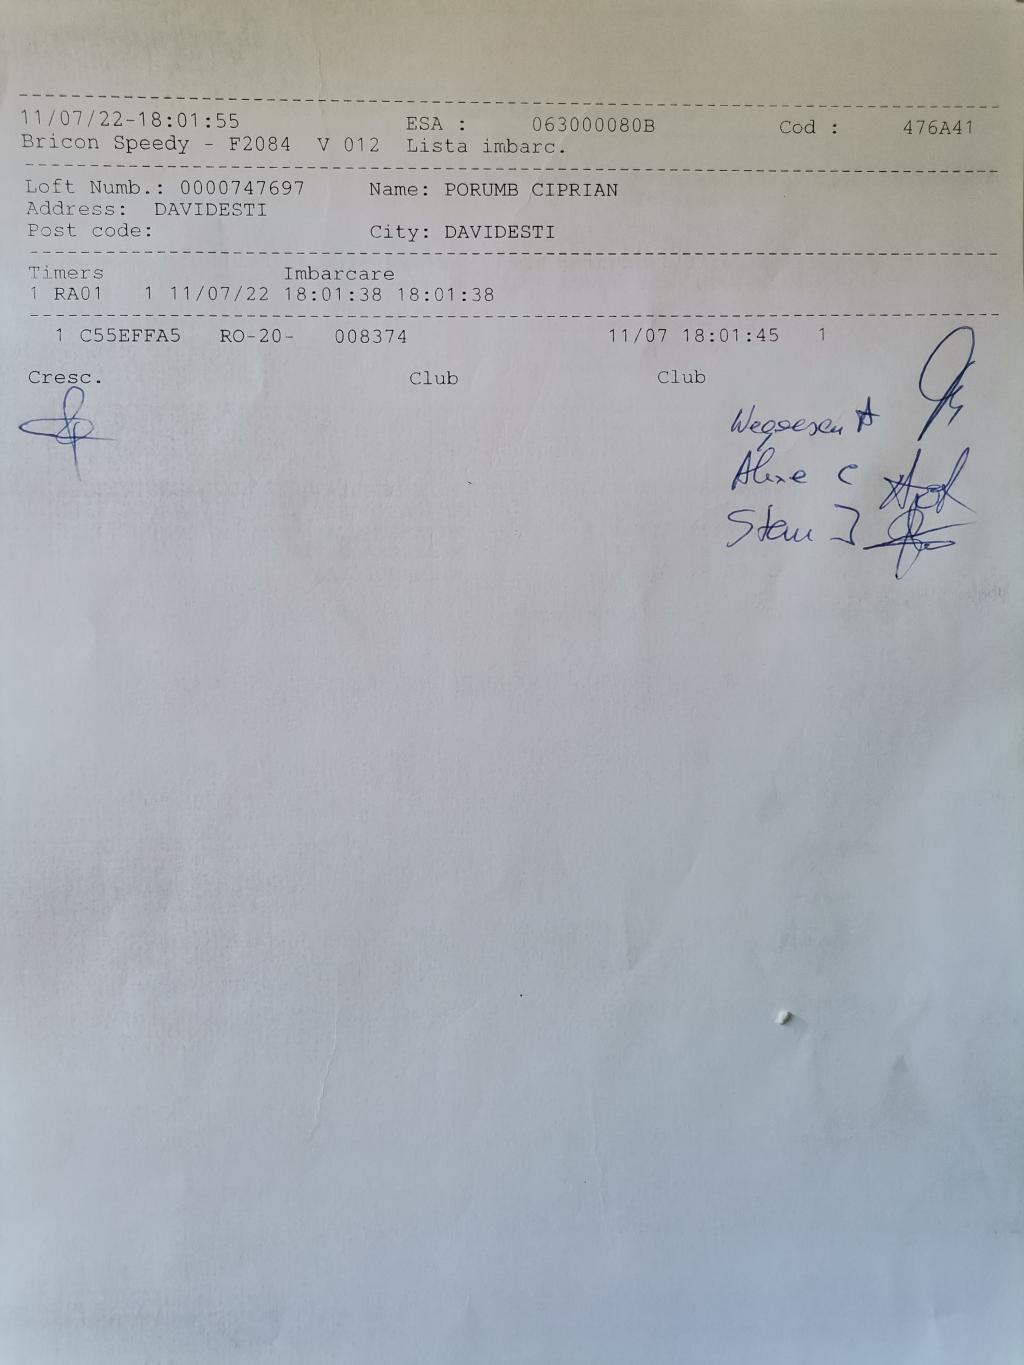 11/07/22-18:01:55 ESA : 063000080B Cod : 476A41
Bricon Speedy - F2084 V 012 Lista imbarc.
Loft Numb.: 0000747697 Name: PORUMB CIPRIAN
Address: DAVIDESTI
Post code: City: DAVIDESTI
Timers Imbarcare
1 RA01 1 11/07/22 18:01:38 18:01:38
1 C55EFFA5 RO-20- 008374 11/07 18:01:45 1
Cresc. Club Club
A
Alexe C
Stan I